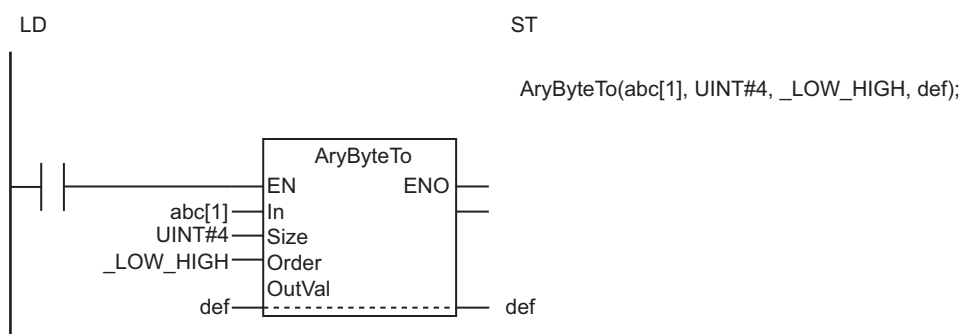 LD
ST
AryByteTo(abc[1], UINT#4, _LOW_HIGH, def);
AryByteTo
EN ENO
abc[1] In
UINT#4 Size
_LOW_HIGH Order
OutVal
def def